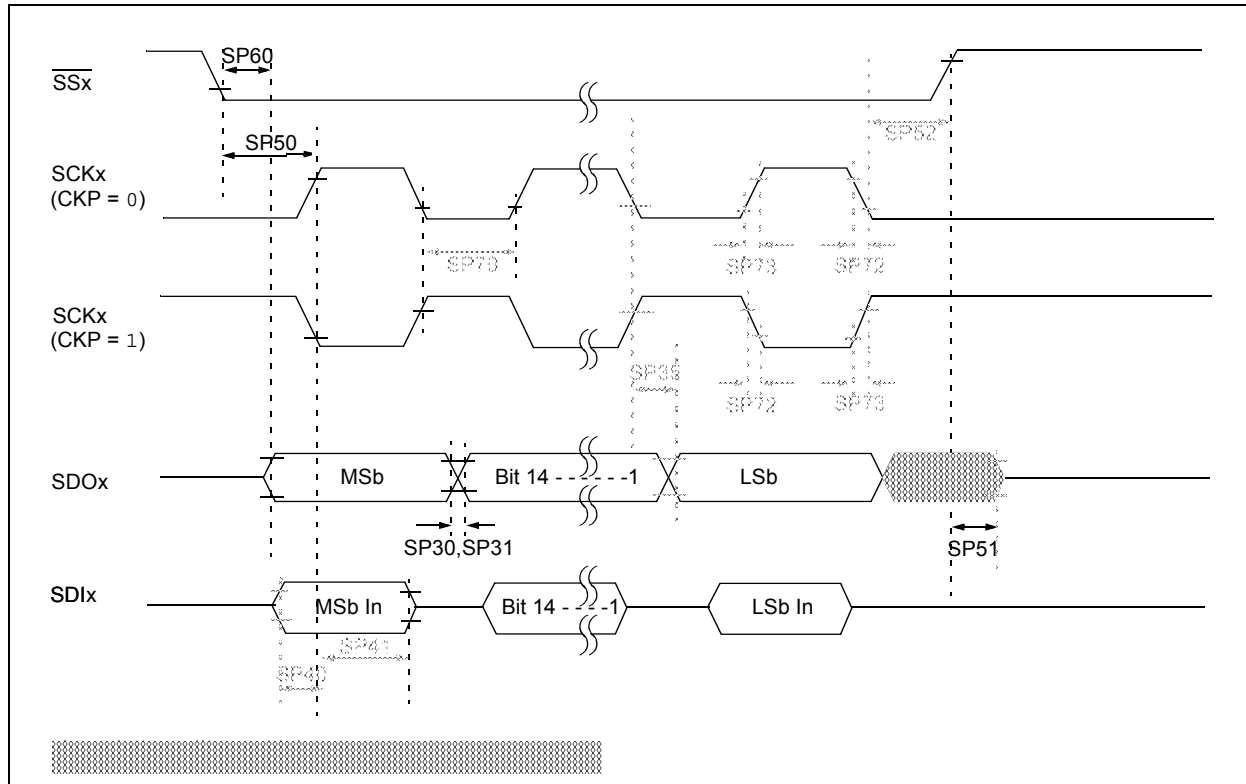 SP60
SSx
SP52
SP50
SCKx
(CKP = 0)
SP70
SP73
SP72
SCKx
(CKP = 1)
SP35
SP72
SP73
SDOx
MSb
Bit 14 - - - - - -1
LSb
SP30,SP31
SP51
SDIx
MSb In
Bit 14 - - - -1
LSb In
SP41
SP40